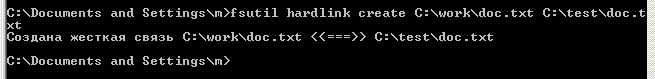 C:\Documents and Settings\m>fsutil hardlink create C:\work\doc.txt C:\test\doc.t
xt
Создана жесткая связь C:\work\doc.txt <<===>> C:\test\doc.txt
C:\Documents and Settings\m>